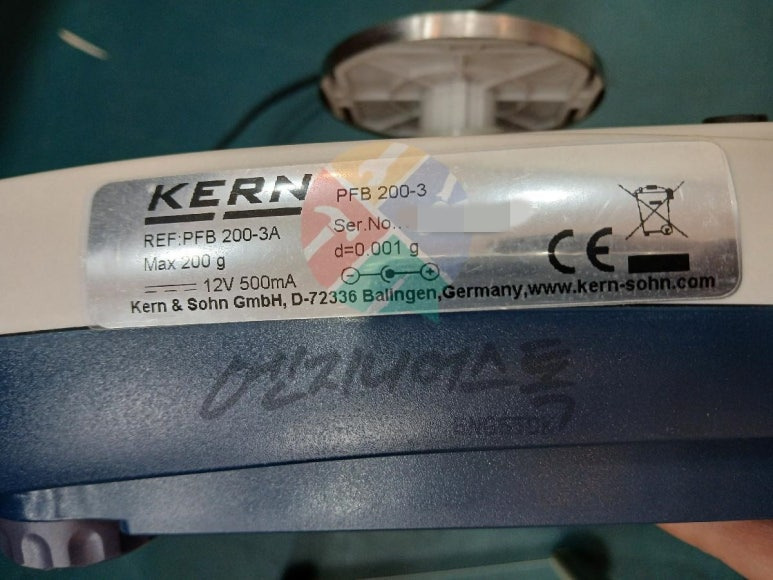 KERN
PFB 200-3
REF:PFB 200-3A
Ser.No...
Max 200 g
d=0.001 g
12V 500mA
Kern & Sohn GmbH, D-72336 Balingen,Germany,www.kern-sohn.com
CE
엔지니어스톡